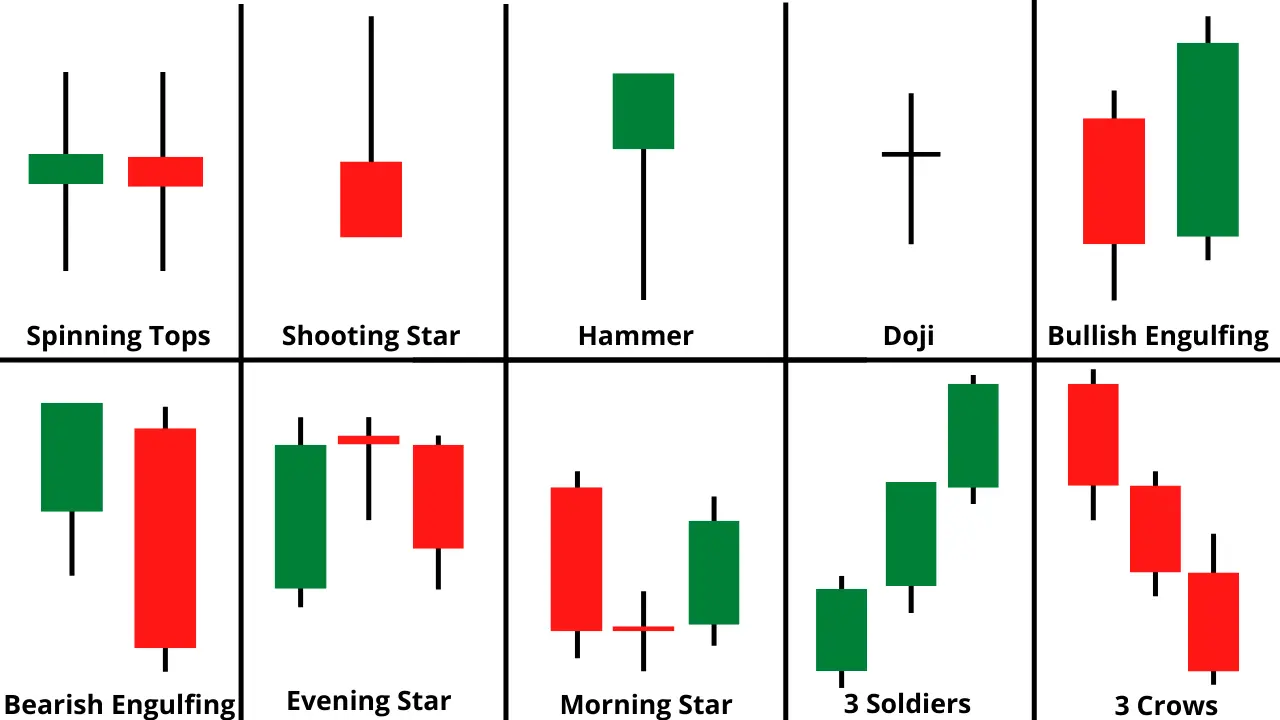 Spinning Tops
Shooting Star
Hammer
Doji
Bullish Engulfing
Bearish Engulfing
Evening Star
Morning Star
3 Soldiers
3 Crows